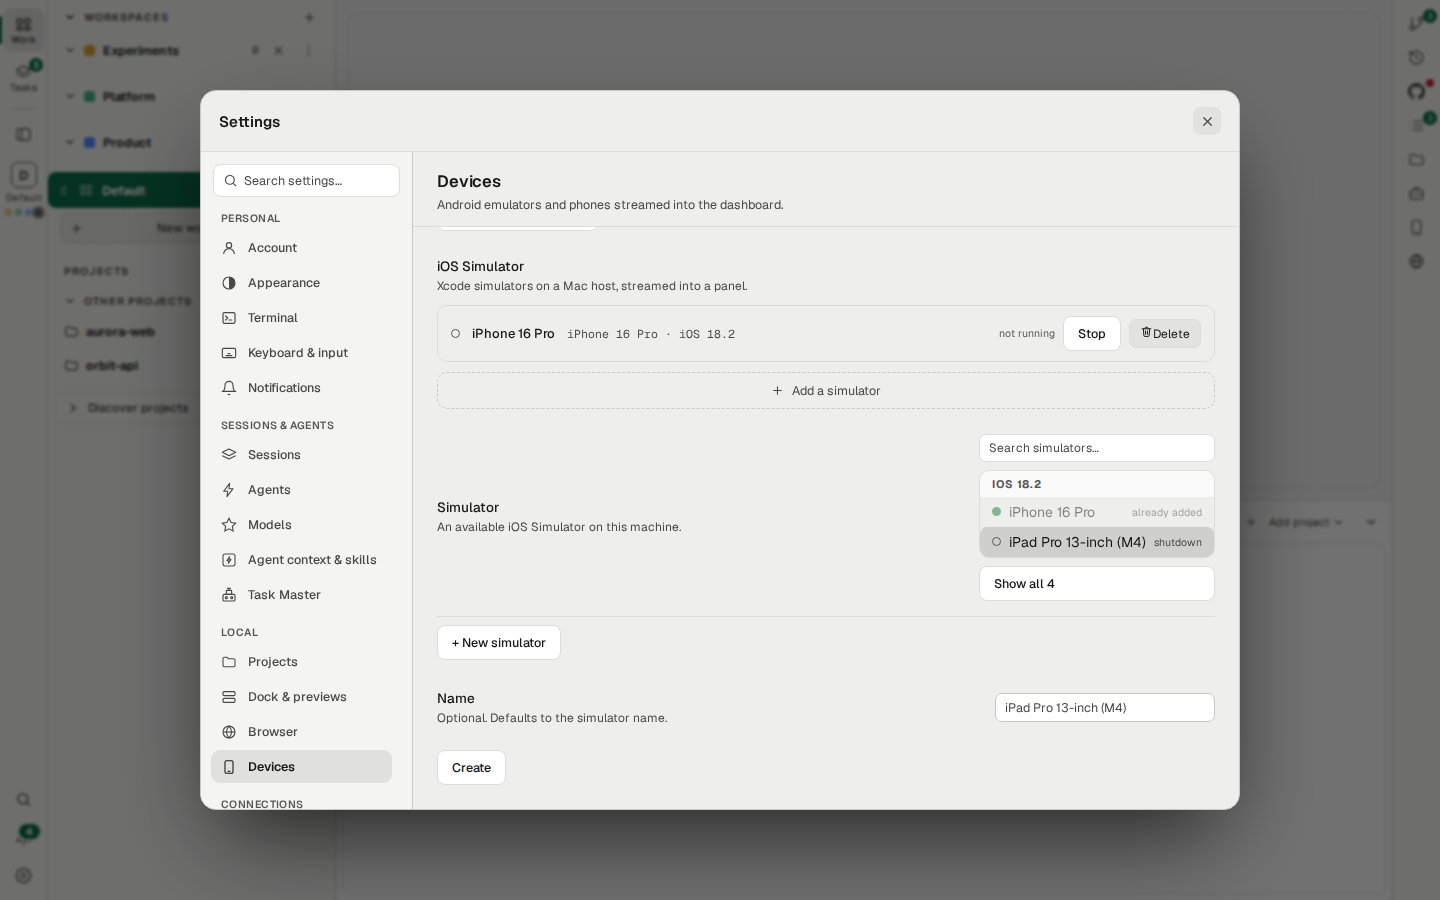 WORKSPACES
Work
Experiments
Tasks
Platform
Product
D
Default
Default
New wo
PROJECTS
OTHER PROJECTS
aurora-web
orbit-api
Discover projects
Add project
Settings
Search settings...
PERSONAL
Account
Appearance
Terminal
Keyboard & input
Notifications
SESSIONS & AGENTS
Sessions
Agents
Models
Agent context & skills
Task Master
LOCAL
Projects
Dock & previews
Browser
Devices
CONNECTIONS
Devices
Android emulators and phones streamed into the dashboard.
iOS Simulator
Xcode simulators on a Mac host, streamed into a panel.
iPhone 16 Pro iPhone 16 Pro · iOS 18.2 not running Stop Delete
+ Add a simulator
Search simulators...
IOS 18.2
iPhone 16 Pro already added
iPad Pro 13-inch (M4) shutdown
Show all 4
Simulator
An available iOS Simulator on this machine.
+ New simulator
Name
Optional. Defaults to the simulator name.
iPad Pro 13-inch (M4)
Create